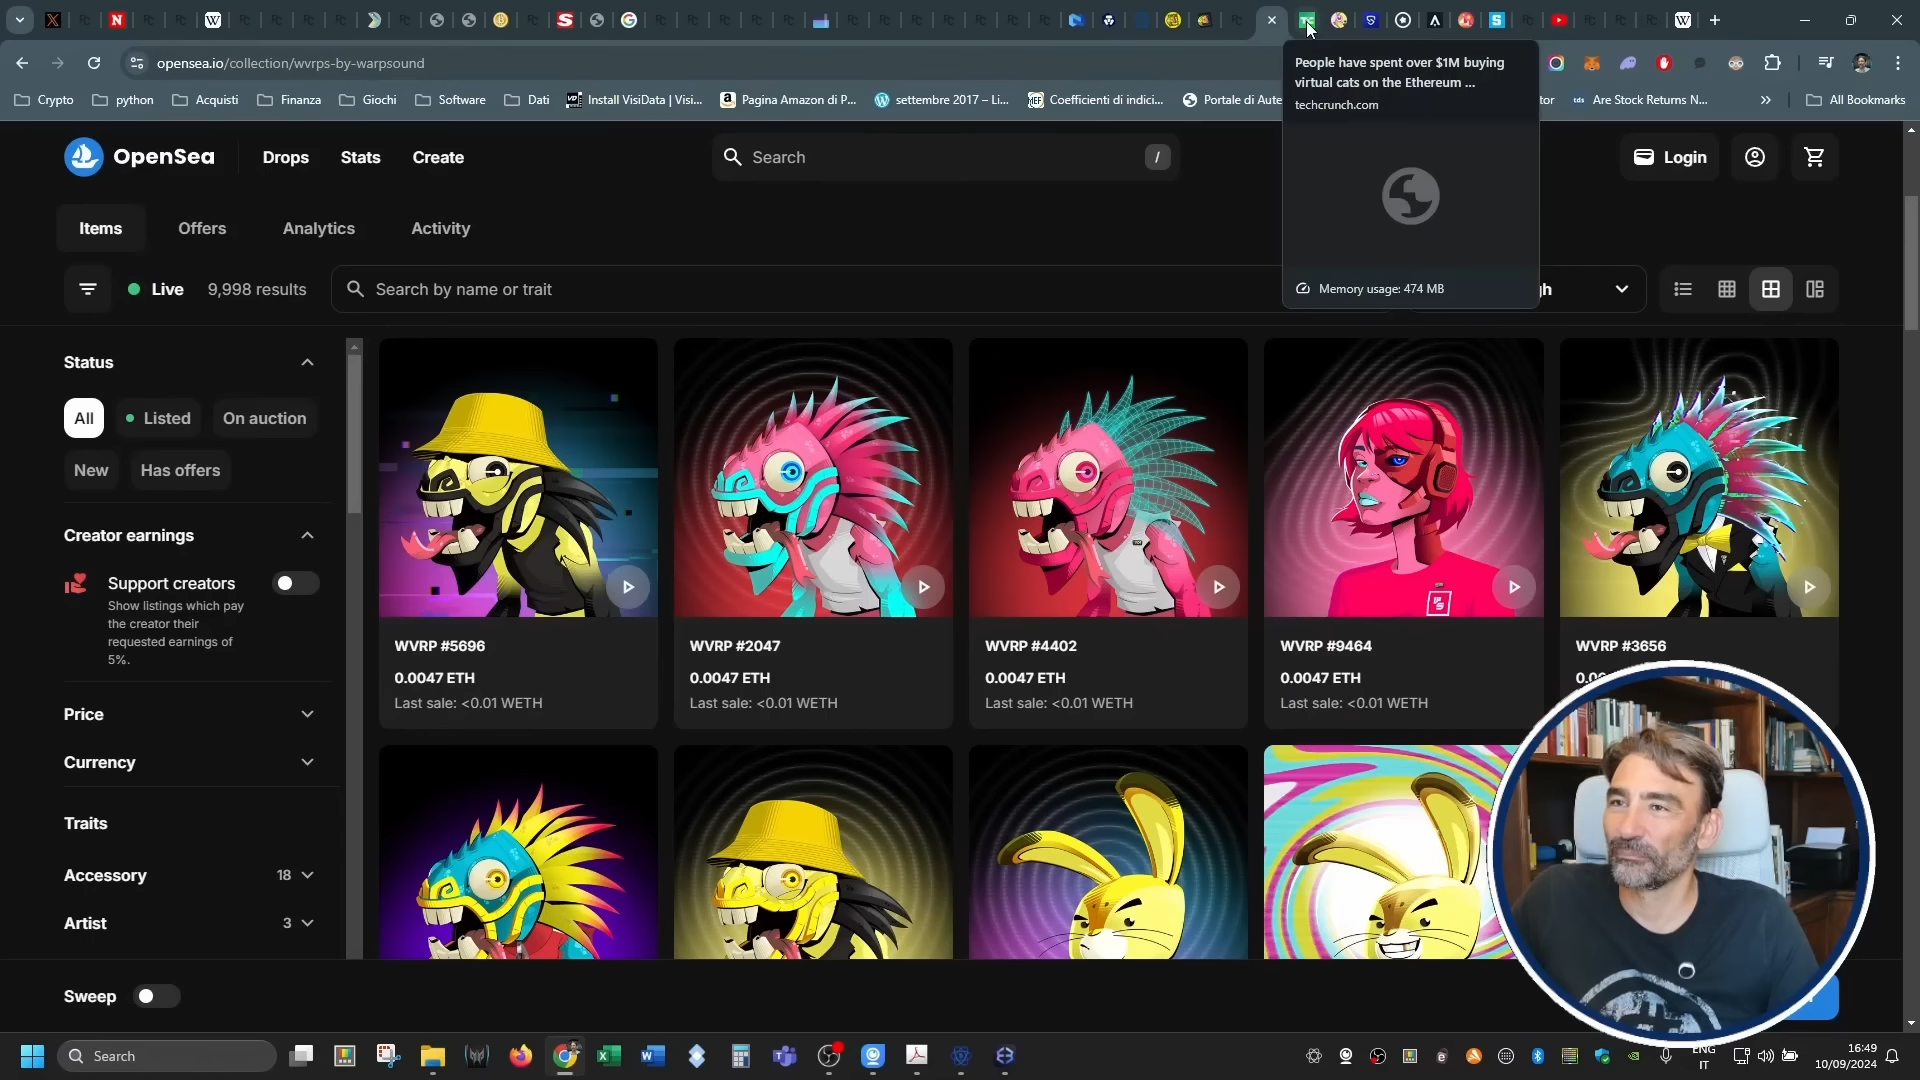 opensea.io/collection/wvrps-by-warpsound
People have spent over $1M buying
virtual cats on the Ethereum ...
techcrunch.com
Memory usage: 474 MB
Crypto
python
Acquisti
Finanza
Giochi
Software
Dati
Install VisiData | Visi...
Pagina Amazon di P...
settembre 2017 – Li...
Coefficienti di indici...
Portale di Aute
tor
Are Stock Returns N...
All Bookmarks
OpenSea
Drops
Stats
Create
Search
/
Login
Items
Offers
Analytics
Activity
Live
9,998 results
Search by name or trait
gh
Status
All
Listed
On auction
New
Has offers
Creator earnings
Support creators
Show listings which pay
the creator their
requested earnings of
5%.
Price
Currency
Traits
Accessory
18
Artist
3
Sweep
WVRP #5696
0.0047 ETH
Last sale: <0.01 WETH
WVRP #2047
0.0047 ETH
Last sale: <0.01 WETH
WVRP #4402
0.0047 ETH
Last sale: <0.01 WETH
WVRP #9464
0.0047 ETH
Last sale: <0.01 WETH
WVRP #3656
0.00
Search
ENG
IT
16:49
10/09/2024